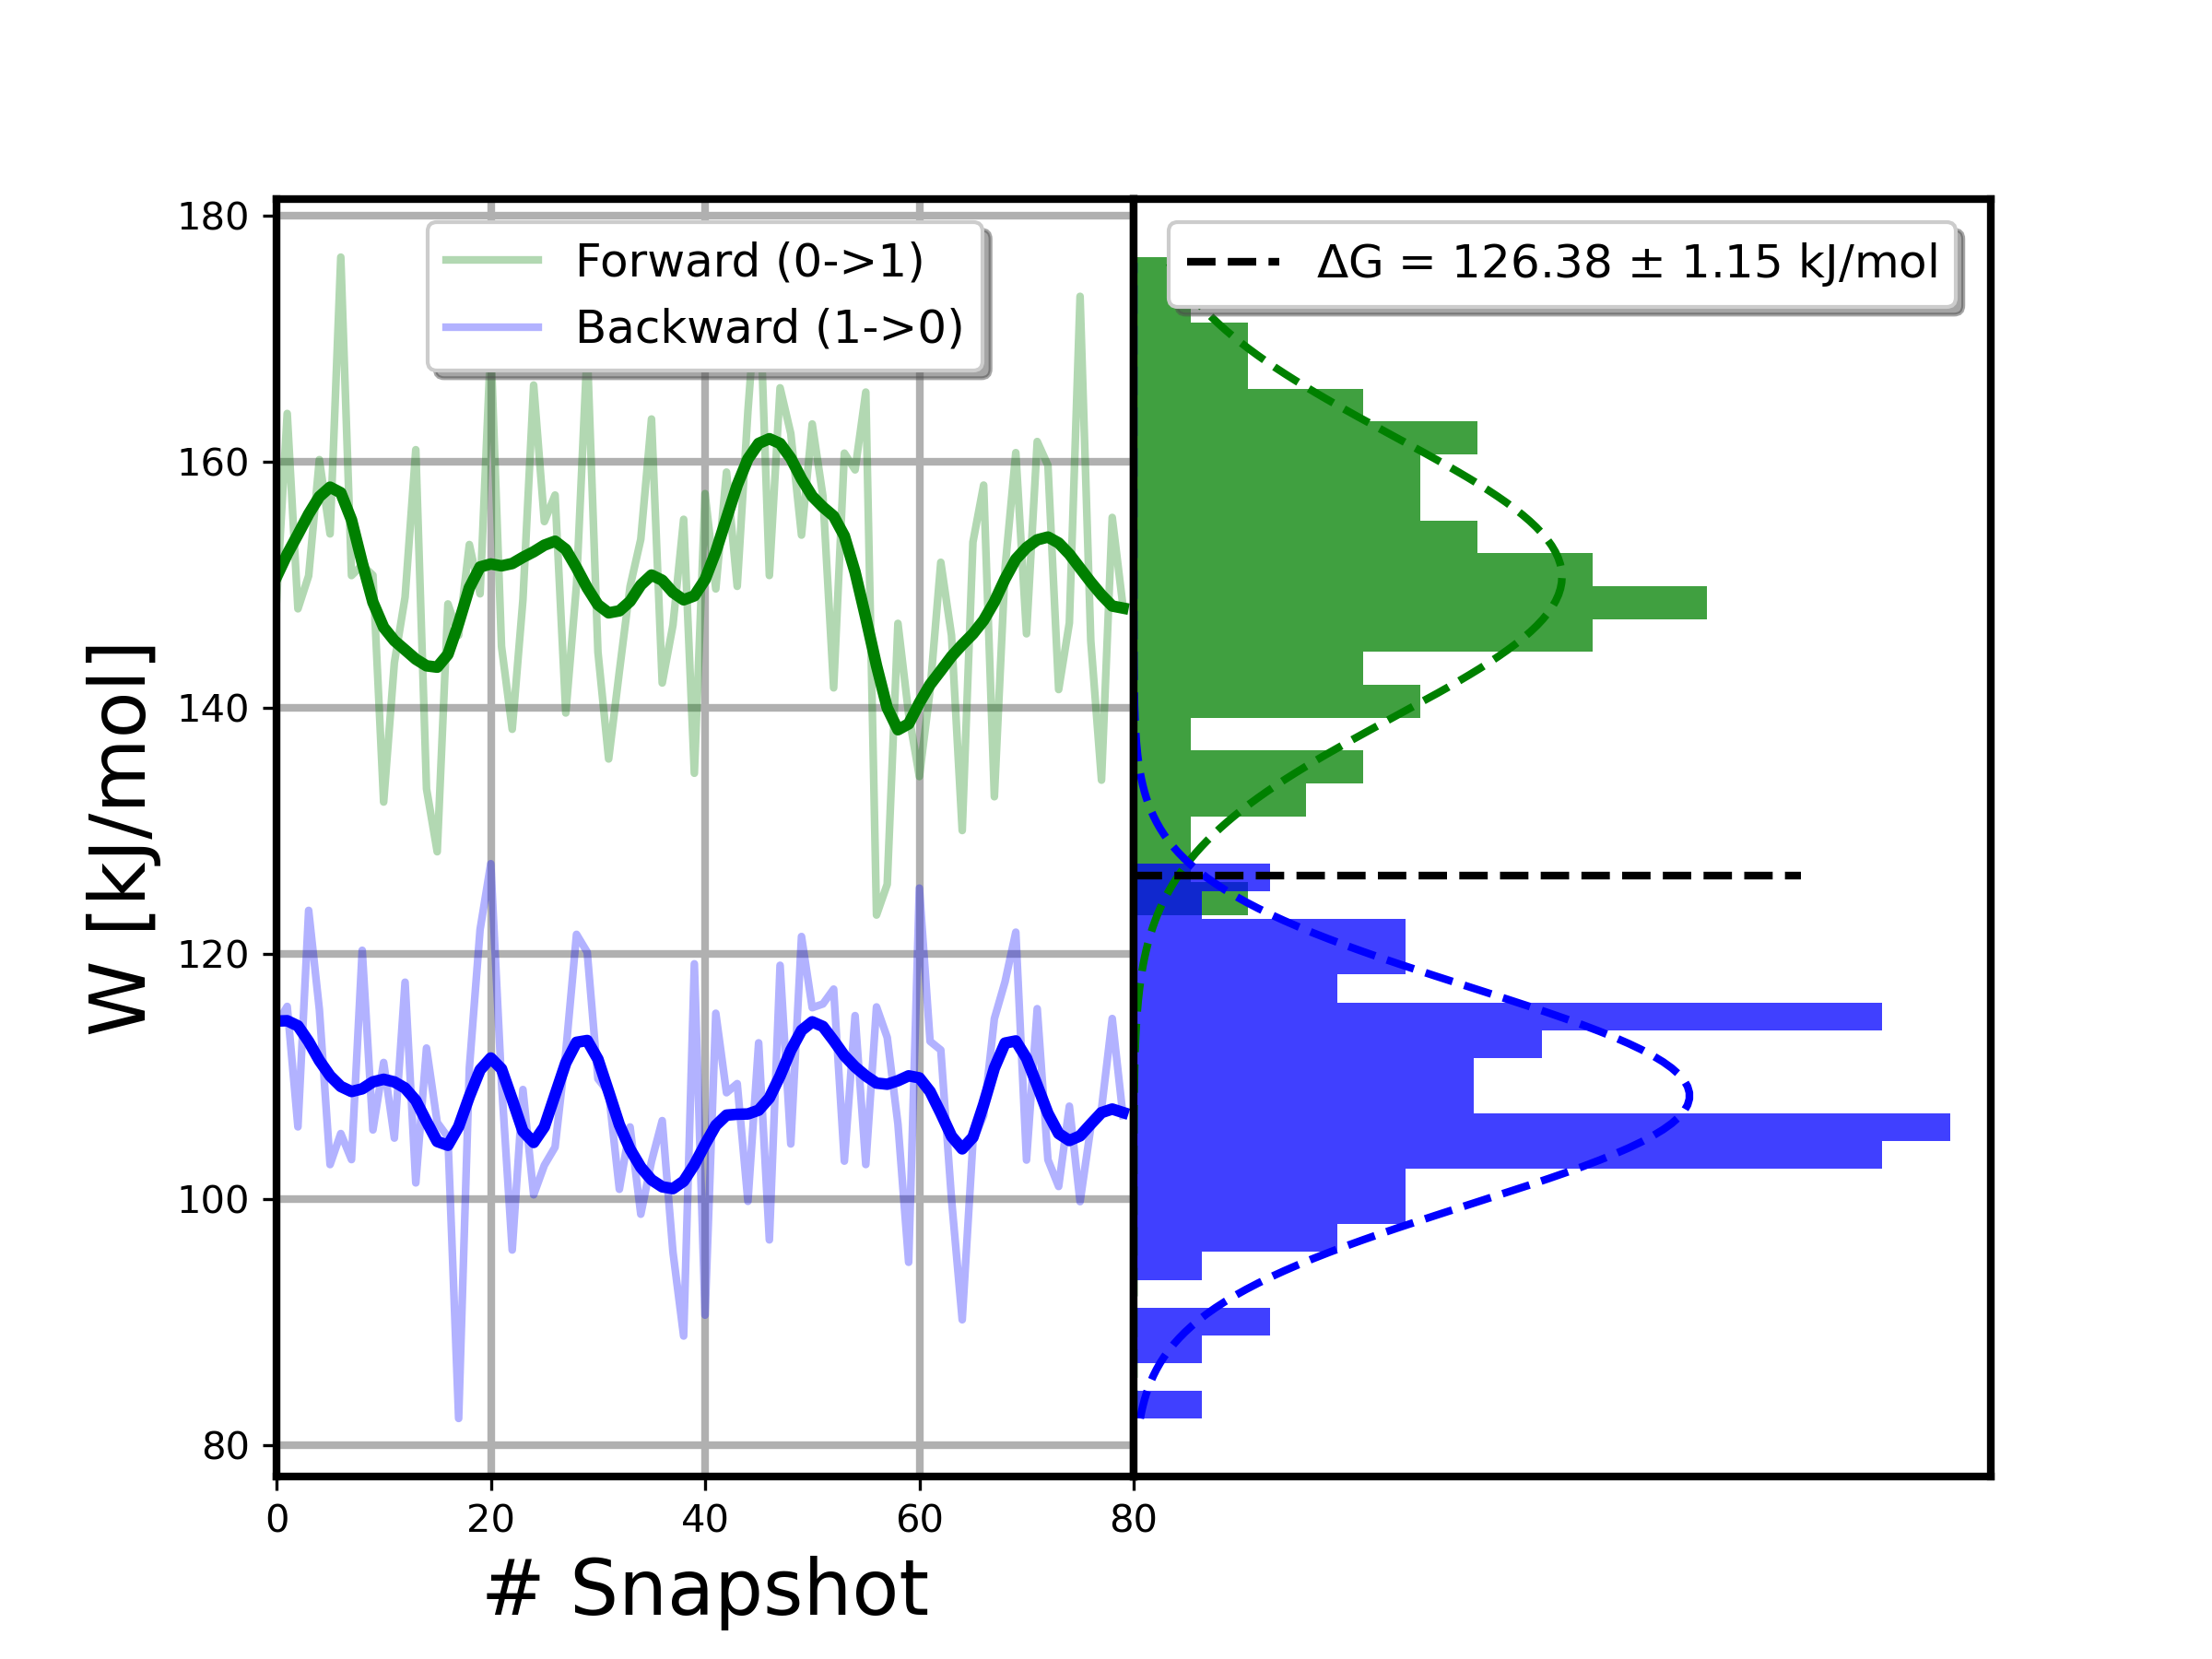 180
160
140
120
100
80
W [kJ/mol]
0
20
40
60
80
# Snapshot
Forward (0->1)
Backward (1->0)
ΔG = 126.38 ± 1.15 kJ/mol